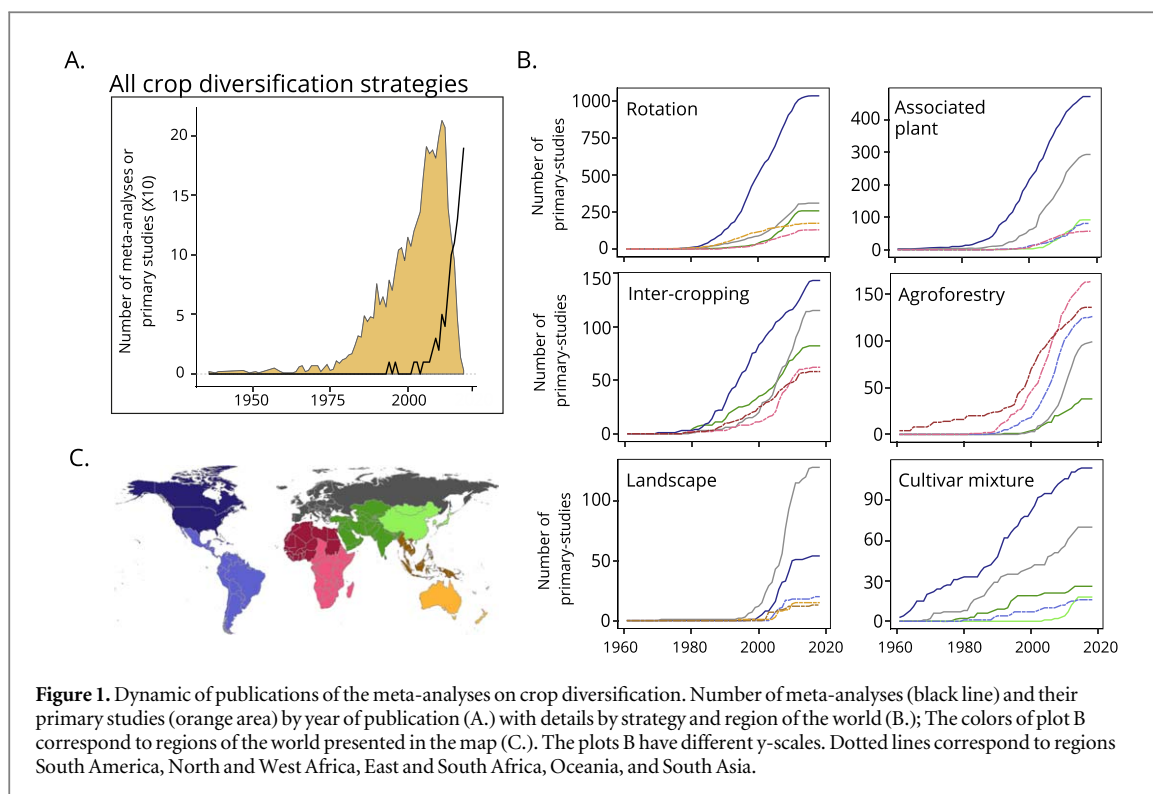 A.
All crop diversification strategies
Number of meta-analyses or
primary studies (X10)
20
15
10
5
0
1950
1975
2000
B.
Number of
primary-studies
1000
750
500
250
0
Rotation
400
300
200
100
0
Associated
plant
Number of
primary-studies
150
100
50
0
Inter-cropping
150
100
50
0
Agroforestry
Number of
primary-studies
100
50
0
Landscape
1960
1980
2000
2020
90
60
30
0
Cultivar mixture
1960
1980
2000
2020
C.
Figure 1. Dynamic of publications of the meta-analyses on crop diversification. Number of meta-analyses (black line) and their
primary studies (orange area) by year of publication (A.) with details by strategy and region of the world (B.); The colors of plot B
correspond to regions of the world presented in the map (C.). The plots B have different y-scales. Dotted lines correspond to regions
South America, North and West Africa, East and South Africa, Oceania, and South Asia.